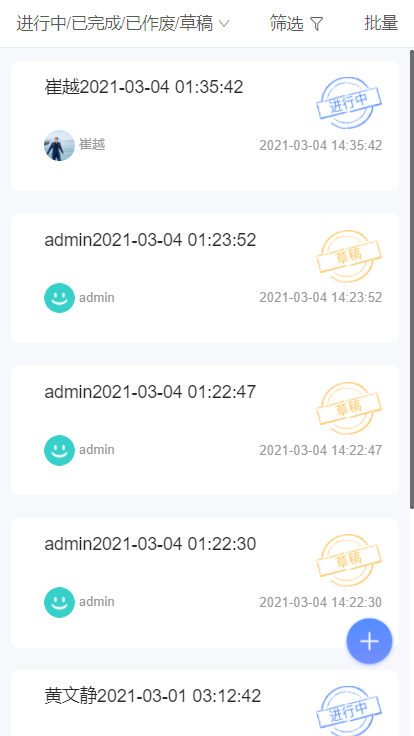 进行中/已完成/已作废/草稿 筛选 批量
崔越2021-03-04 01:35:42
进行中
崔越 2021-03-04 14:35:42
admin2021-03-04 01:23:52
草稿
admin 2021-03-04 14:23:52
admin2021-03-04 01:22:47
草稿
admin 2021-03-04 14:22:47
admin2021-03-04 01:22:30
草稿
admin 2021-03-04 14:22:30
黄文静2021-03-01 03:12:42
进行中